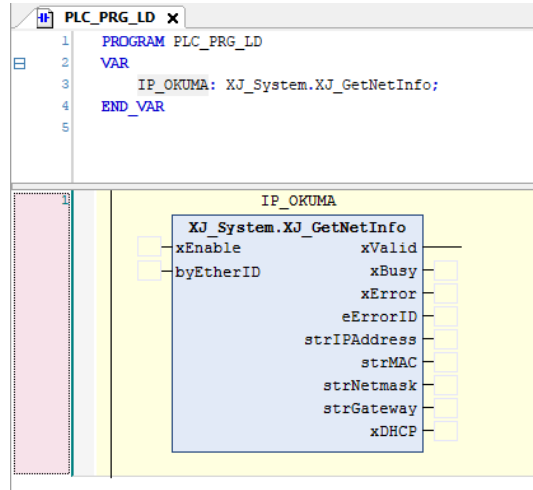 PLC_PRG_LD X
1 PROGRAM PLC_PRG_LD
2 VAR
3 IP_OKUMA: XJ_System.XJ_GetNetInfo;
4 END_VAR
5
1 IP_OKUMA
XJ_System.XJ_GetNetInfo
xEnable xValid
byEtherID xBusy
xError
eErrorID
strIPAddress
strMAC
strNetmask
strGateway
xDHCP